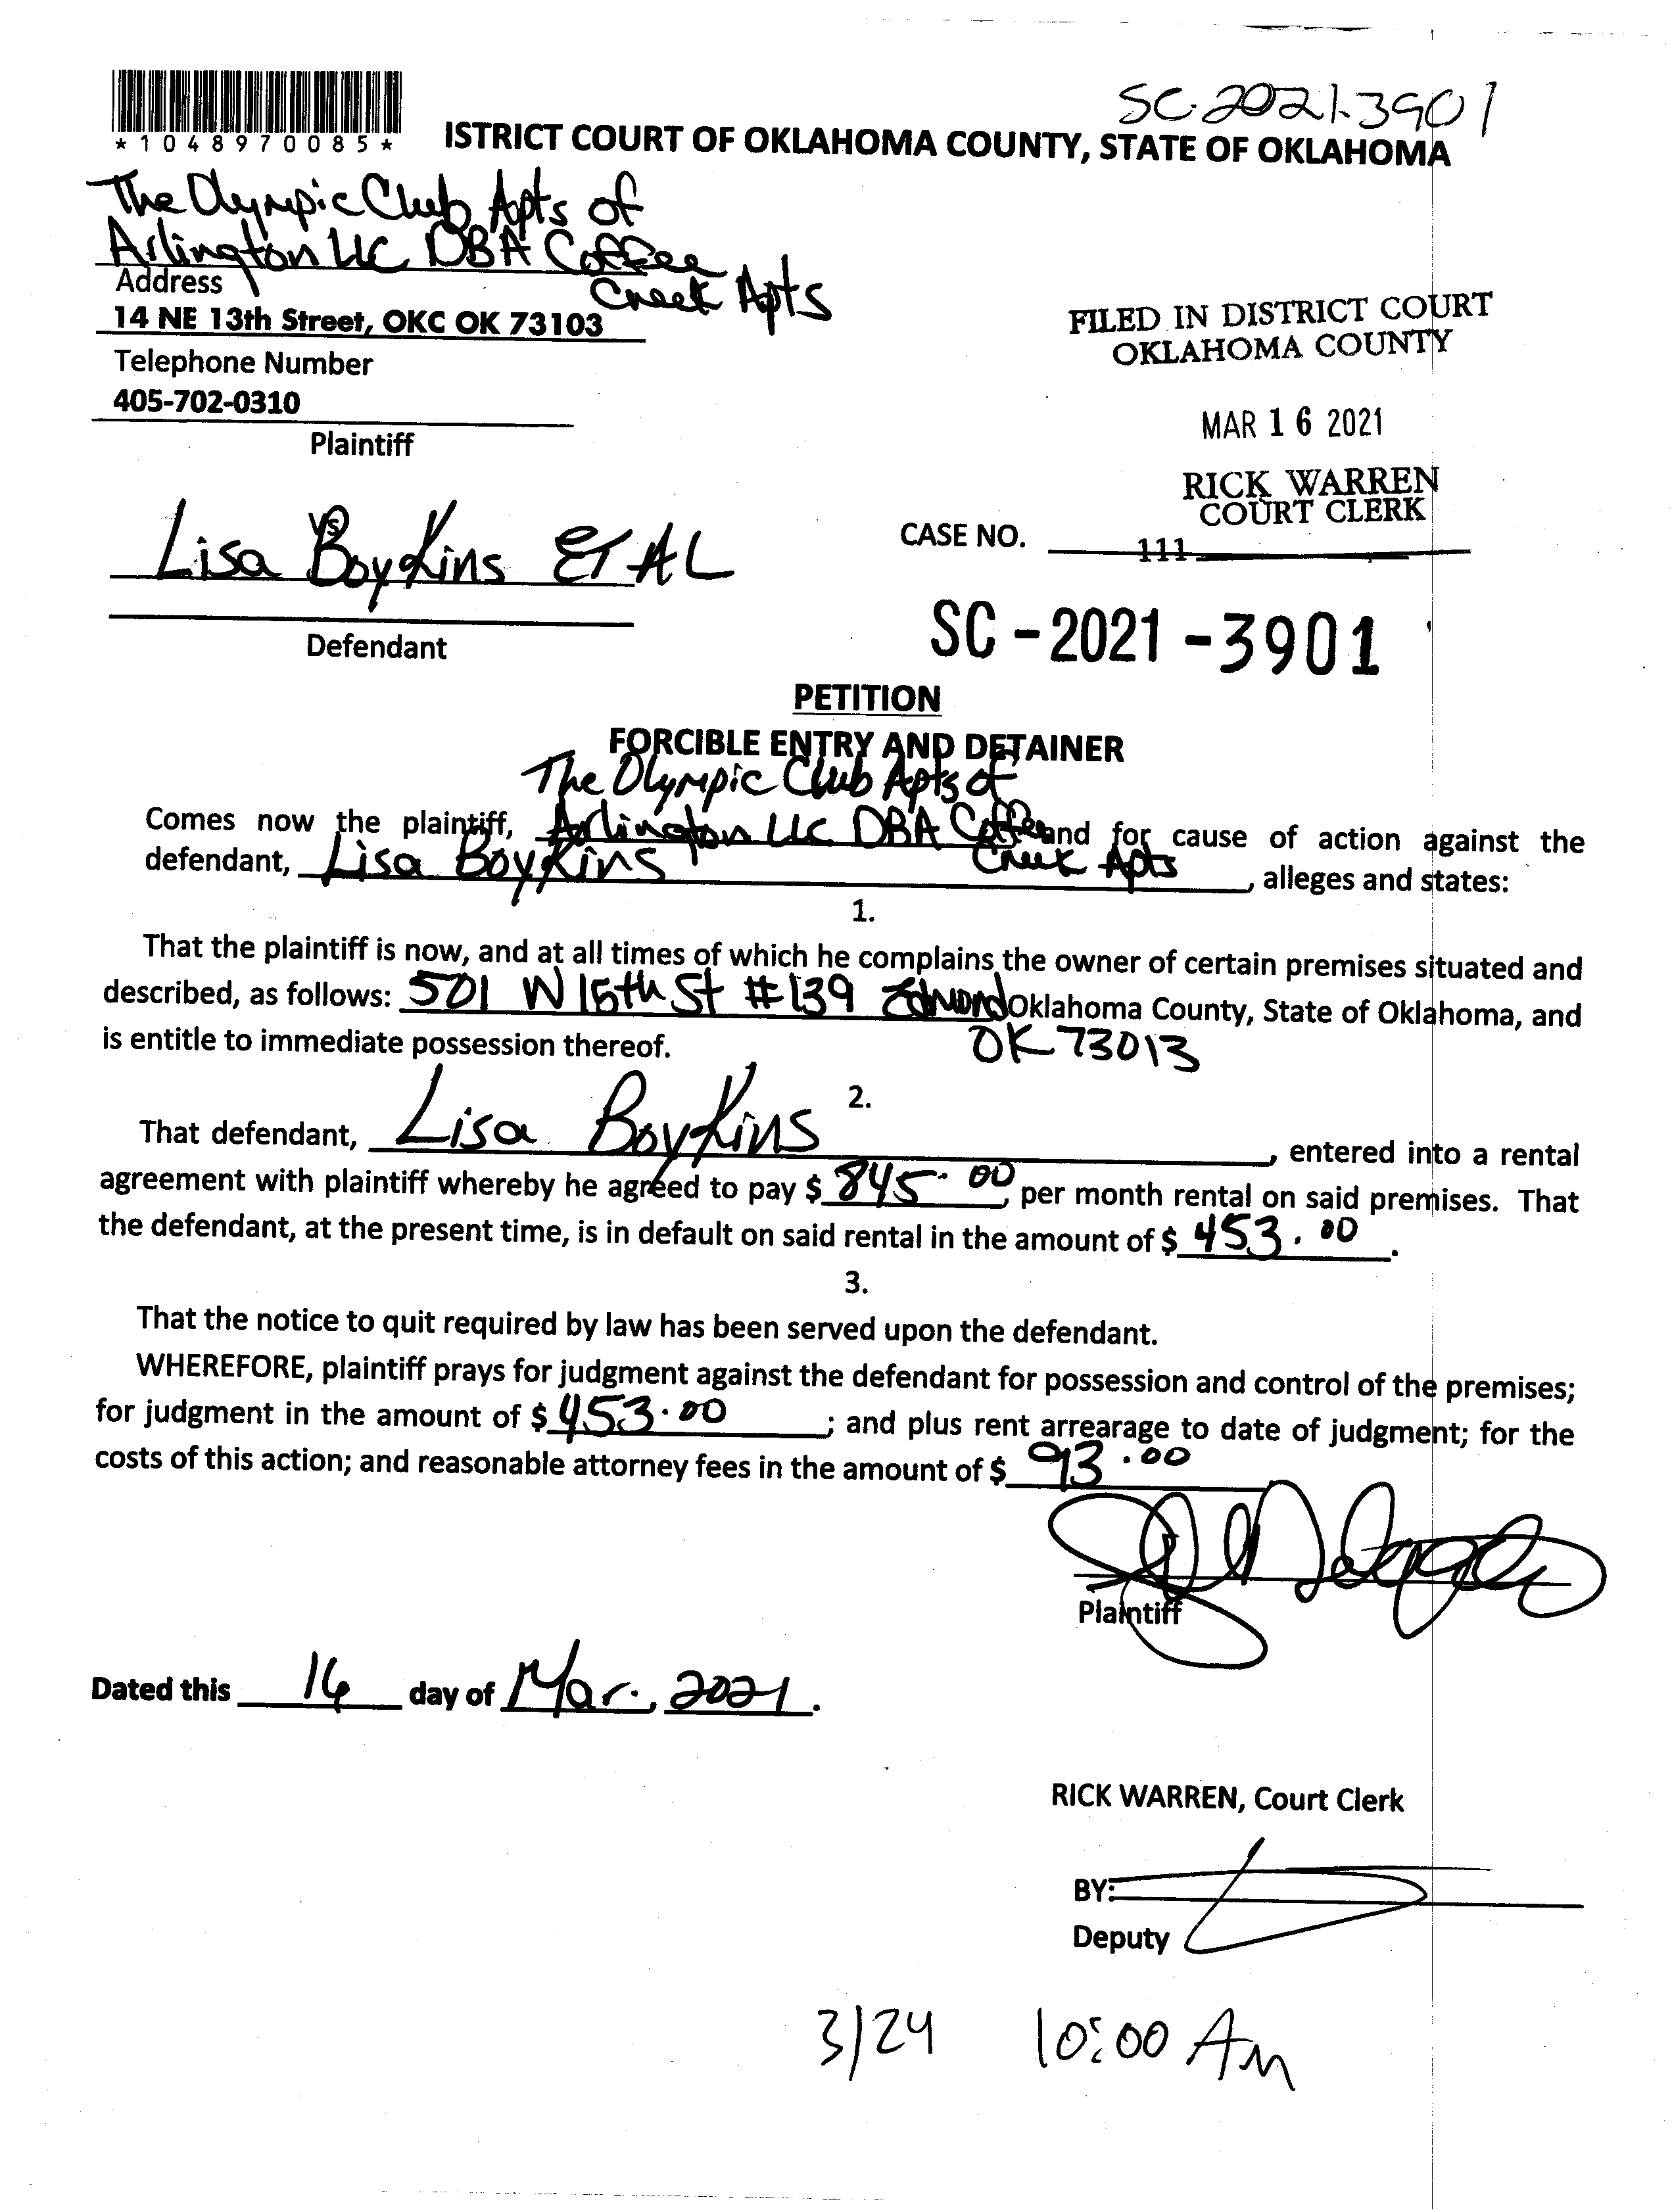 SC-2021-3901
*1048970085*
ISTRICT COURT OF OKLAHOMA COUNTY, STATE OF OKLAHOMA
The Olympic Club Apts of
Arlington LLC DBA Coffee
Creek Apts
Address
14 NE 13th Street, OKC OK 73103
Telephone Number
405-702-0310
Plaintiff
FILED IN DISTRICT COURT
OKLAHOMA COUNTY
MAR 16 2021
RICK WARREN
COURT CLERK
vs
Lisa Boykins ET AL
Defendant
CASE NO.
111
SC-2021-3901
PETITION
FORCIBLE ENTRY AND DETAINER
The Olympic Club Apts of
Comes now the plaintiff, Arlington LLC DBA Coffee and for cause of action against the
Creek Apts
defendant, Lisa Boykins, alleges and states:
1.
That the plaintiff is now, and at all times of which he complains the owner of certain premises situated and
described, as follows: 501 W 15th St #139 Edmond Oklahoma County, State of Oklahoma, and
OK 73013
is entitle to immediate possession thereof.
2.
That defendant, Lisa Boykins, entered into a rental
agreement with plaintiff whereby he agreed to pay $ 845.00, per month rental on said premises. That
the defendant, at the present time, is in default on said rental in the amount of $ 453.00.
3.
That the notice to quit required by law has been served upon the defendant.
WHEREFORE, plaintiff prays for judgment against the defendant for possession and control of the premises;
for judgment in the amount of $ 453.00; and plus rent arrearage to date of judgment; for the
costs of this action; and reasonable attorney fees in the amount of $ 93.00
Plaintiff
Dated this 16 day of Mar., 2021.
RICK WARREN, Court Clerk
BY:
Deputy
3/24 10:00 AM